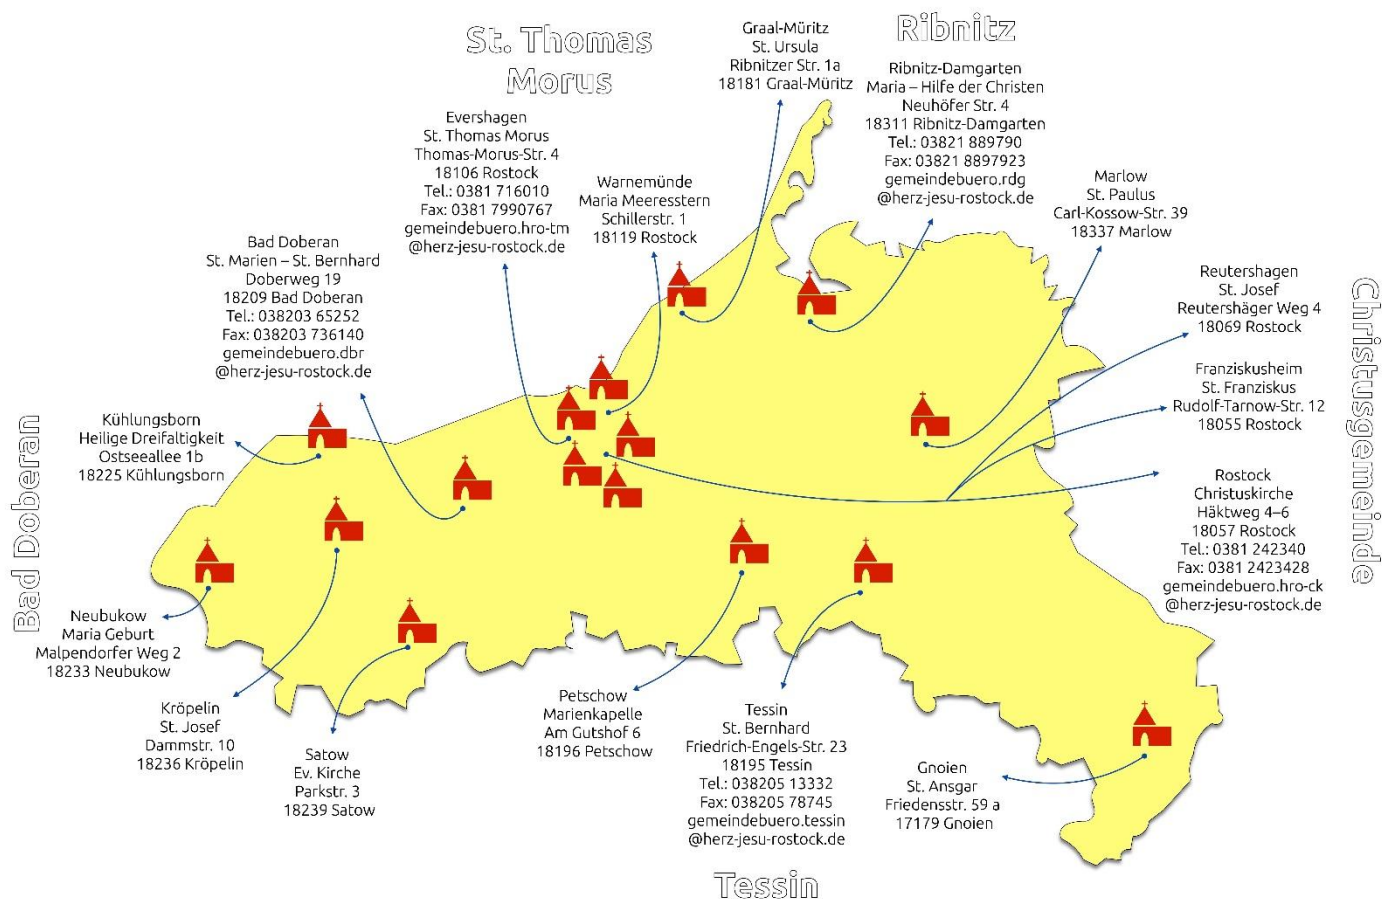 St. Thomas
Morus
Ribnitz
Graal-Müritz
St. Ursula
Ribnitzer Str. 1a
18181 Graal-Müritz
Ribnitz-Damgarten
Maria – Hilfe der Christen
Neuhöfer Str. 4
18311 Ribnitz-Damgarten
Tel.: 03821 889790
Fax: 03821 8897923
gemeindebuero.rdg
@herz-jesu-rostock.de
Evershagen
St. Thomas Morus
Thomas-Morus-Str. 4
18106 Rostock
Tel.: 0381 716010
Fax: 0381 7990767
gemeindebuero.hro-tm
@herz-jesu-rostock.de
Warnemünde
Maria Meeresstern
Schillerstr. 1
18119 Rostock
Marlow
St. Paulus
Carl-Kossow-Str. 39
18337 Marlow
Bad Doberan
St. Marien – St. Bernhard
Doberweg 19
18209 Bad Doberan
Tel.: 038203 65252
Fax: 038203 736140
gemeindebuero.dbr
@herz-jesu-rostock.de
Reutershagen
St. Josef
Reutershäger Weg 4
18069 Rostock
Franziskusheim
St. Franziskus
Rudolf-Tarnow-Str. 12
18055 Rostock
Christusgemeinde
Kühlungsborn
Heilige Dreifaltigkeit
Ostseeallee 1b
18225 Kühlungsborn
Bad Doberan
Rostock
Christuskirche
Häktweg 4–6
18057 Rostock
Tel.: 0381 242340
Fax: 0381 2423428
gemeindebuero.hro-ck
@herz-jesu-rostock.de
Neubukow
Maria Geburt
Malpendorfer Weg 2
18233 Neubukow
Kröpelin
St. Josef
Dammstr. 10
18236 Kröpelin
Satow
Ev. Kirche
Parkstr. 3
18239 Satow
Petschow
Marienkapelle
Am Gutshof 6
18196 Petschow
Tessin
St. Bernhard
Friedrich-Engels-Str. 23
18195 Tessin
Tel.: 038205 13332
Fax: 038205 78745
gemeindebuero.tessin
@herz-jesu-rostock.de
Gnoien
St. Ansgar
Friedensstr. 59 a
17179 Gnoien
Tessin